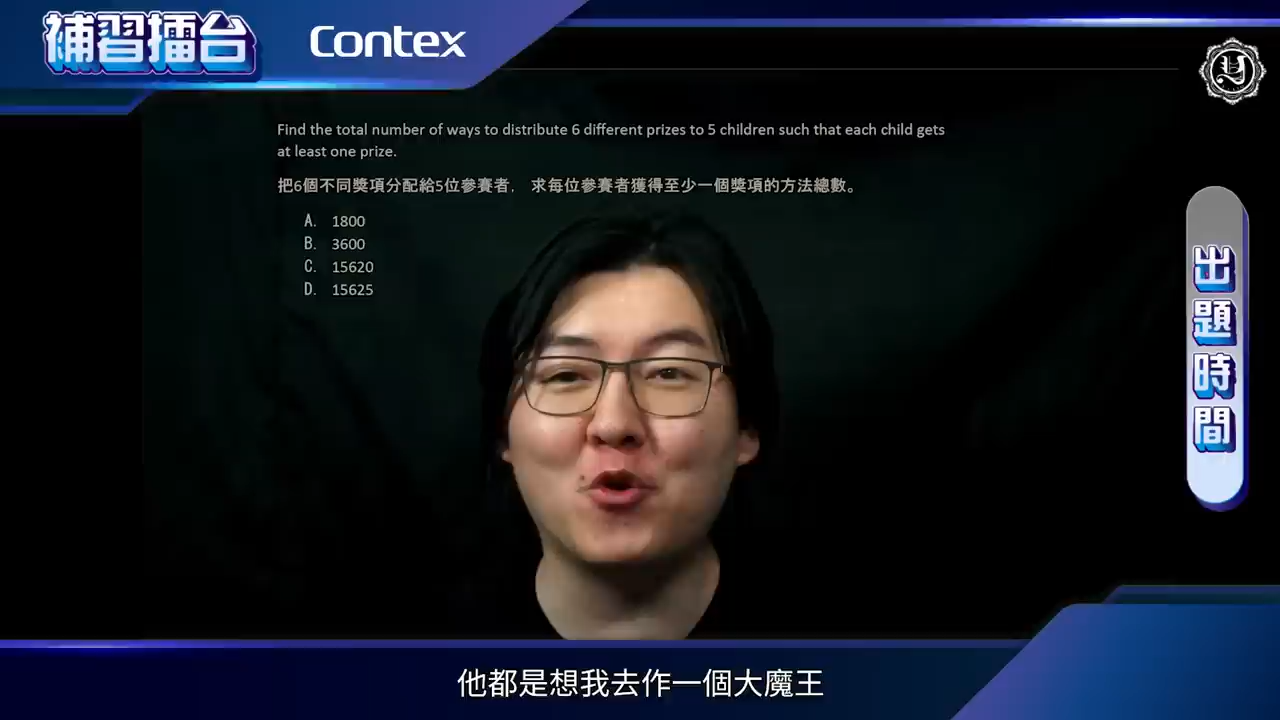 補習擂台
Contex
Y
Find the total number of ways to distribute 6 different prizes to 5 children such that each child gets
at least one prize.
把6個不同獎項分配給5位參賽者， 求每位參賽者獲得至少一個獎項的方法總數。
A. 1800
B. 3600
C. 15620
D. 15625
出題時間
他都是想我去作一個大魔王